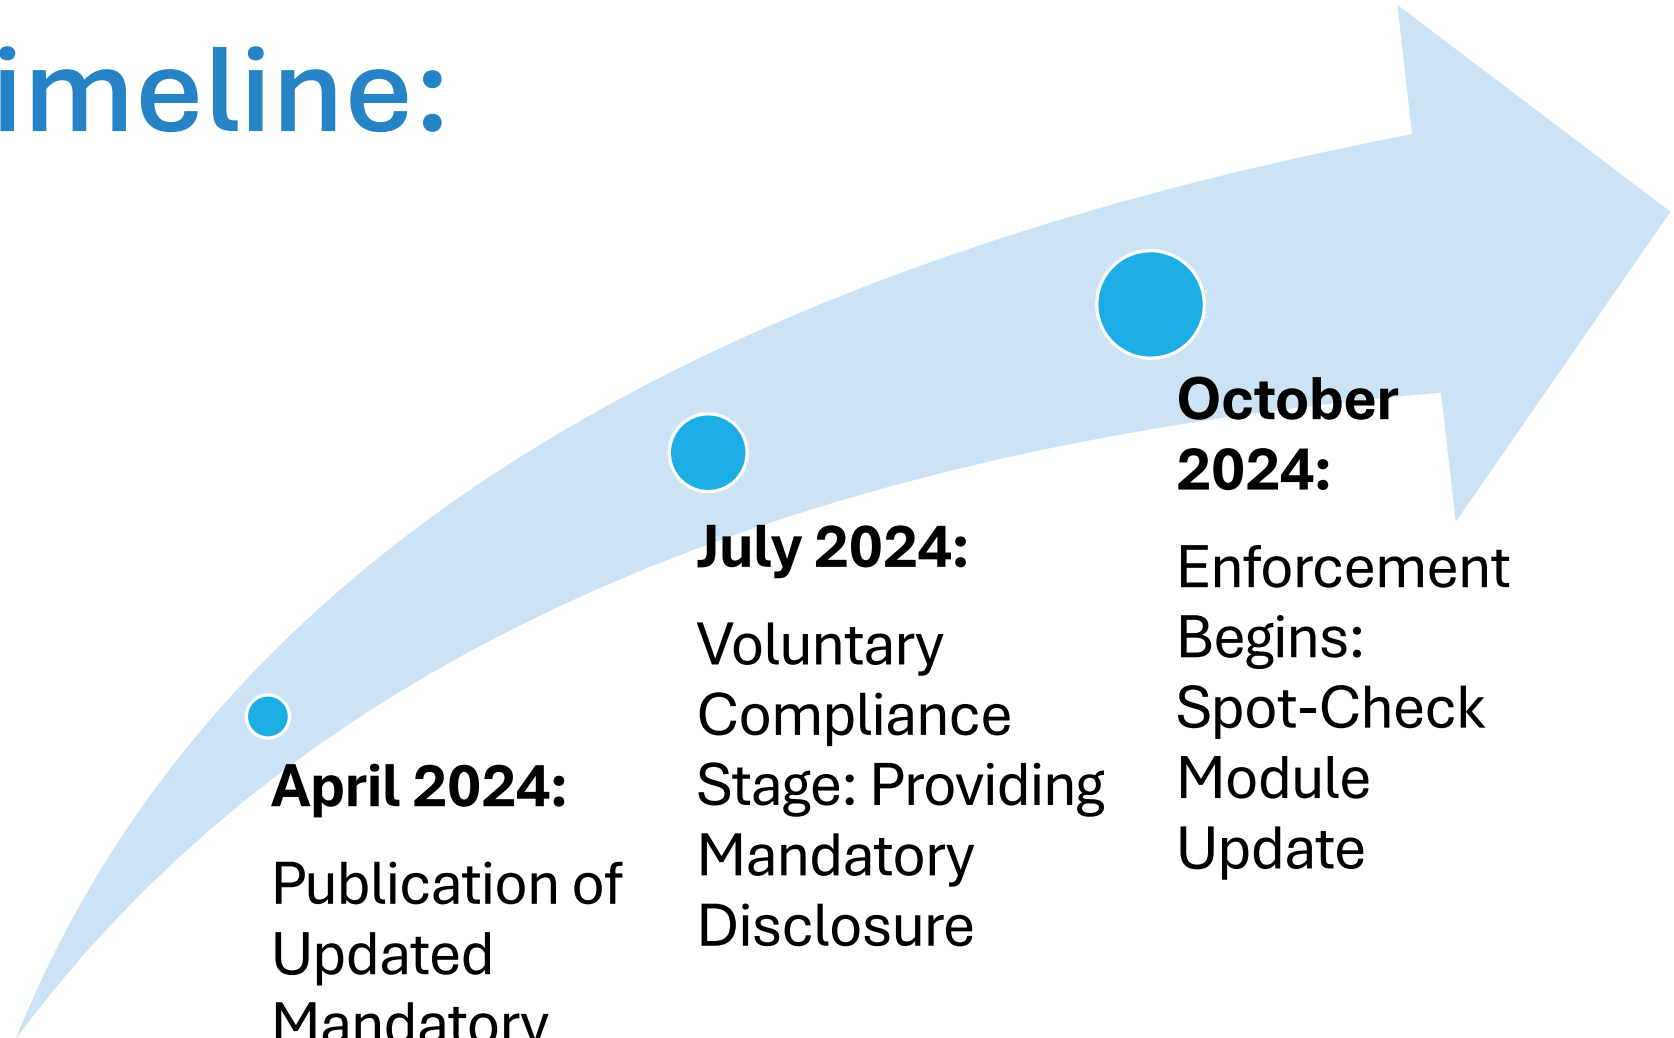 imeline:
April 2024:
Publication of
Updated
Mandatory
July 2024:
Voluntary
Compliance
Stage: Providing
Mandatory
Disclosure
October
2024:
Enforcement
Begins:
Spot-Check
Module
Update